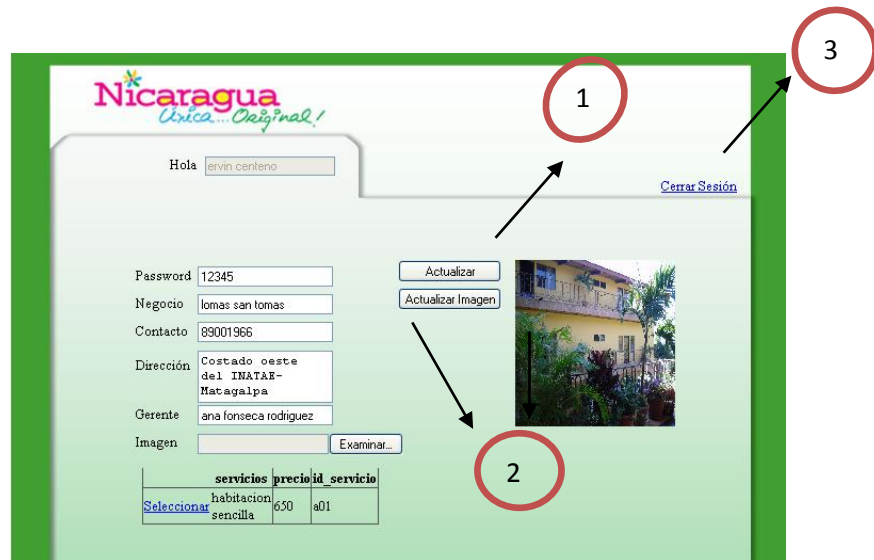 3
1
Nicaragua
Unica... Original!
Hola ervin centeno
Cerrar Sesión
Password 12345
Actualizar
Negocio lomas san tomas
Actualizar Imagen
Contacto 89001966
Dirección Costado oeste
del INATAE-
Matagalpa
Gerente ana fonseca rodriguez
Imagen Examinar...
2
servicios precio id_servicio
Seleccionar habitacion sencilla 650 a01